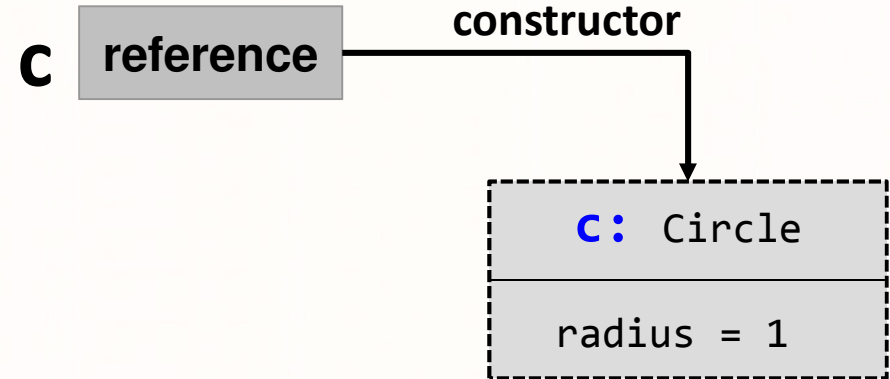 constructor
c reference
c: Circle
radius = 1